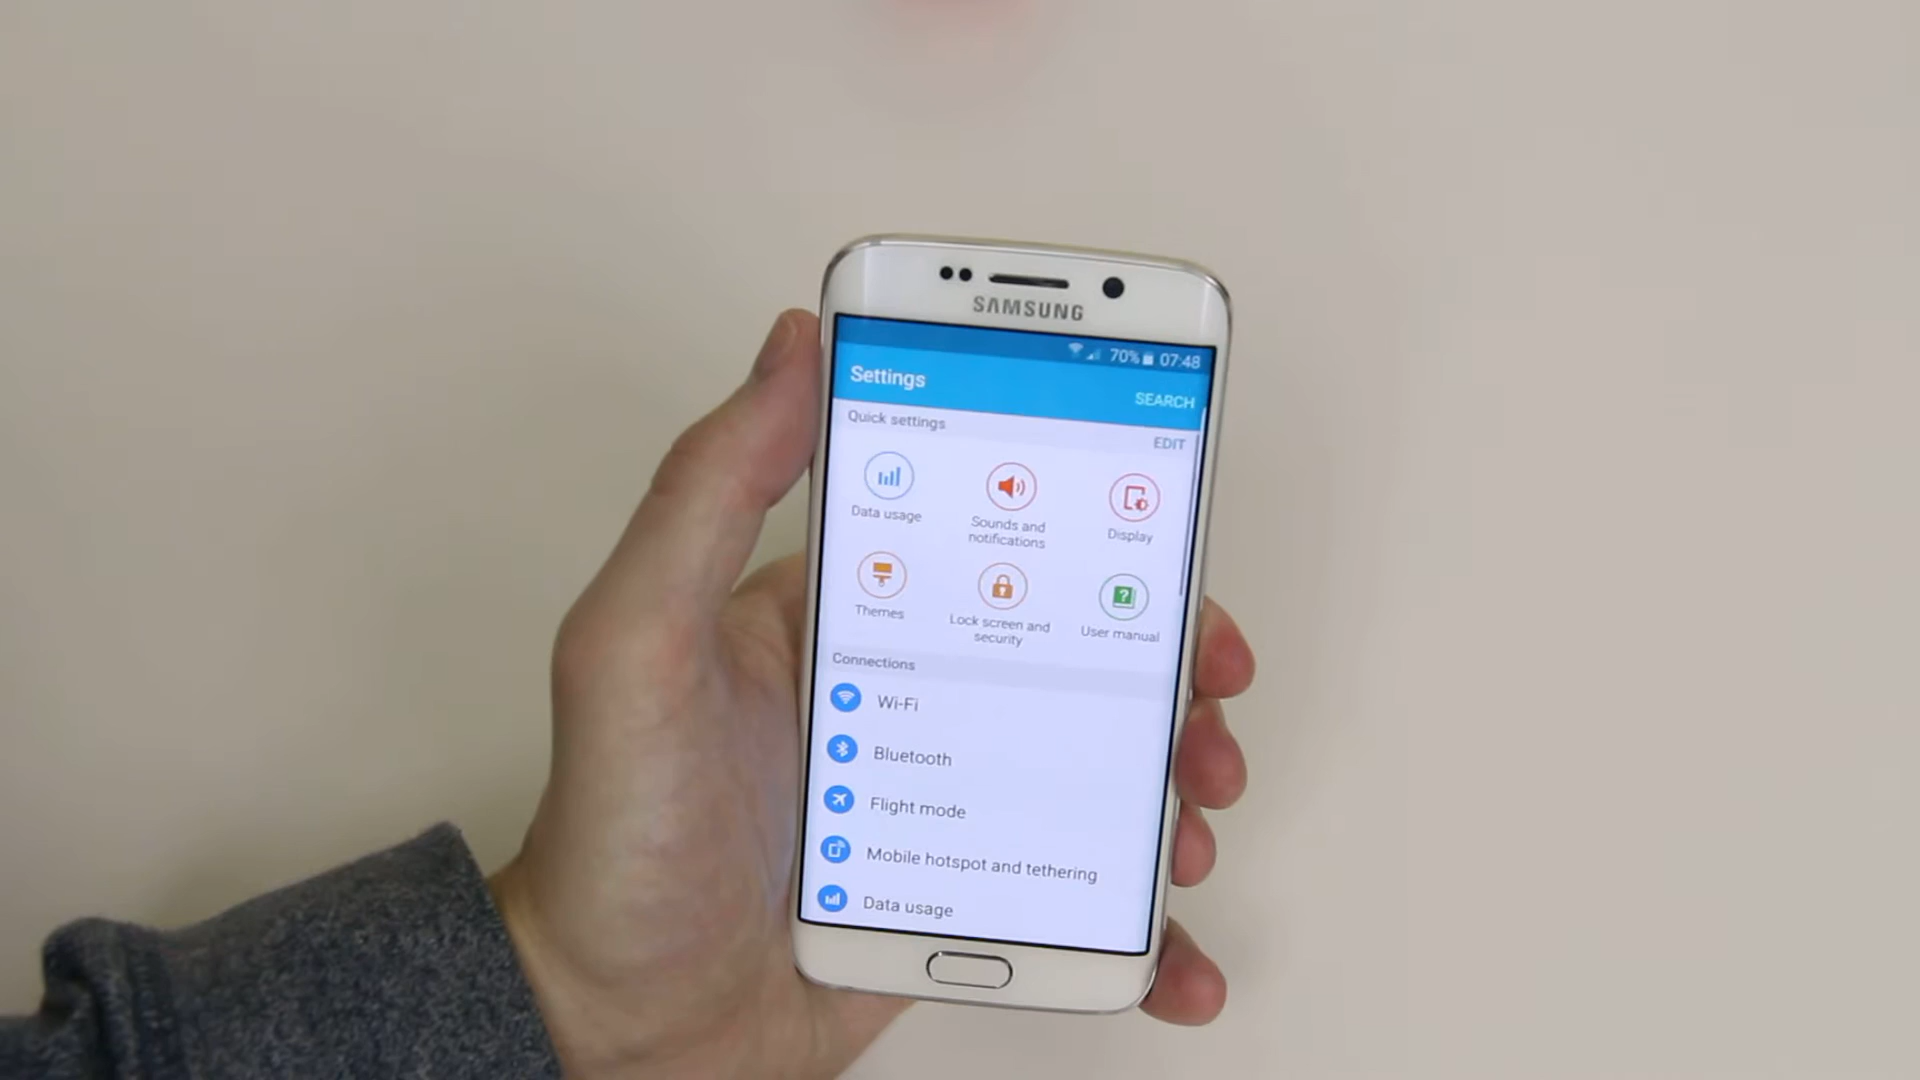 SAMSUNG
70% 07:48
Settings
SEARCH
Quick settings
EDIT
Data usage
Sounds and
notifications
Display
Themes
Lock screen and
security
User manual
Connections
Wi-Fi
Bluetooth
Flight mode
Mobile hotspot and tethering
Data usage